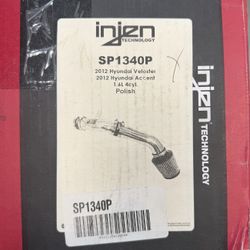 injen
TECHNOLOGY
SP1340P
2012 Hyundai Veloster
2012 Hyundai Accent
1.6L 4cyl.
Polish
SP1340P
injen
TECHNOLOGY